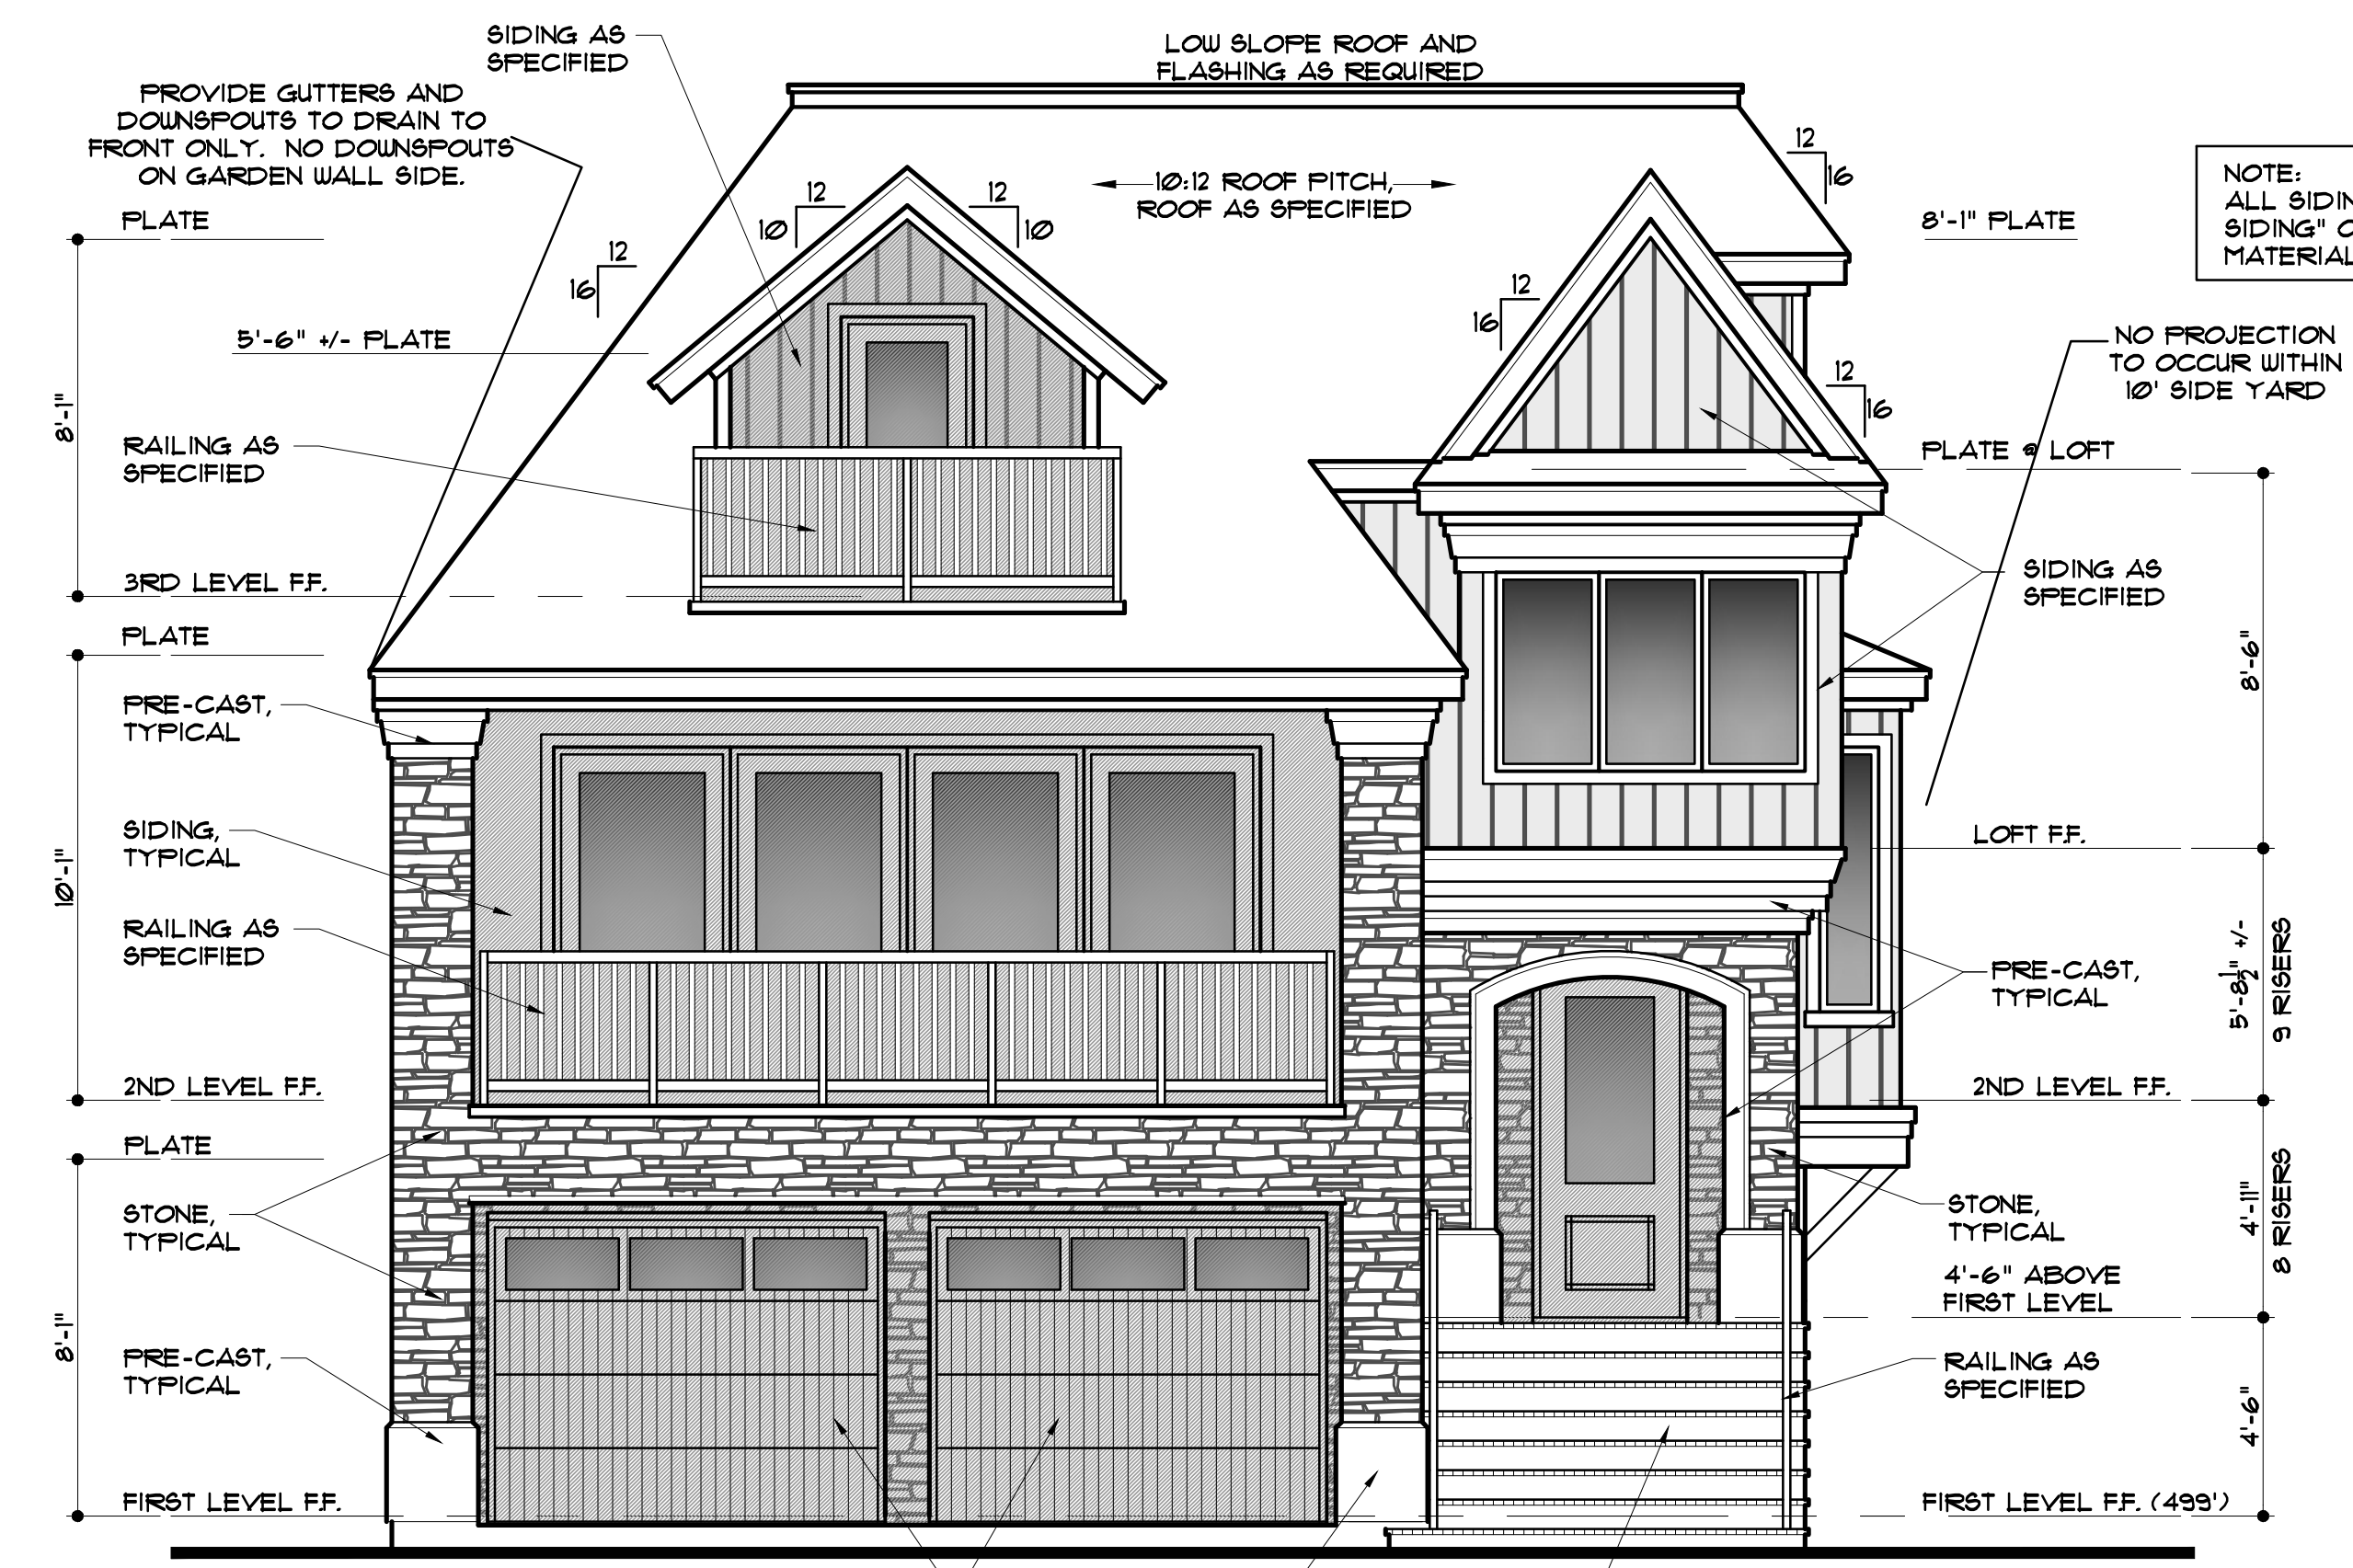 SIDING AS
SPECIFIED
LOW SLOPE ROOF AND
FLASHING AS REQUIRED
PROVIDE GUTTERS AND
DOWNSPOUTS TO DRAIN TO
FRONT ONLY. NO DOWNSPOUTS
ON GARDEN WALL SIDE.
12
16
12
10
12
10
10:12 ROOF PITCH,
ROOF AS SPECIFIED
12
16
12
16
12
16
NOTE:
ALL SIDIN
SIDING" O
MATERIAL
PLATE
8'-1" PLATE
5'-6" +/- PLATE
NO PROJECTION
TO OCCUR WITHIN
10' SIDE YARD
8'-1"
RAILING AS
SPECIFIED
PLATE @ LOFT
3RD LEVEL F.F.
SIDING AS
SPECIFIED
PLATE
8'-6"
PRE-CAST,
TYPICAL
SIDING,
TYPICAL
LOFT F.F.
10'-1"
RAILING AS
SPECIFIED
PRE-CAST,
TYPICAL
5'-8 1/2" +/-
9 RISERS
2ND LEVEL F.F.
2ND LEVEL F.F.
PLATE
STONE,
TYPICAL
STONE,
TYPICAL
4'-11"
8 RISERS
4'-6" ABOVE
FIRST LEVEL
8'-1"
PRE-CAST,
TYPICAL
RAILING AS
SPECIFIED
4'-6"
FIRST LEVEL F.F.
FIRST LEVEL F.F. (499')